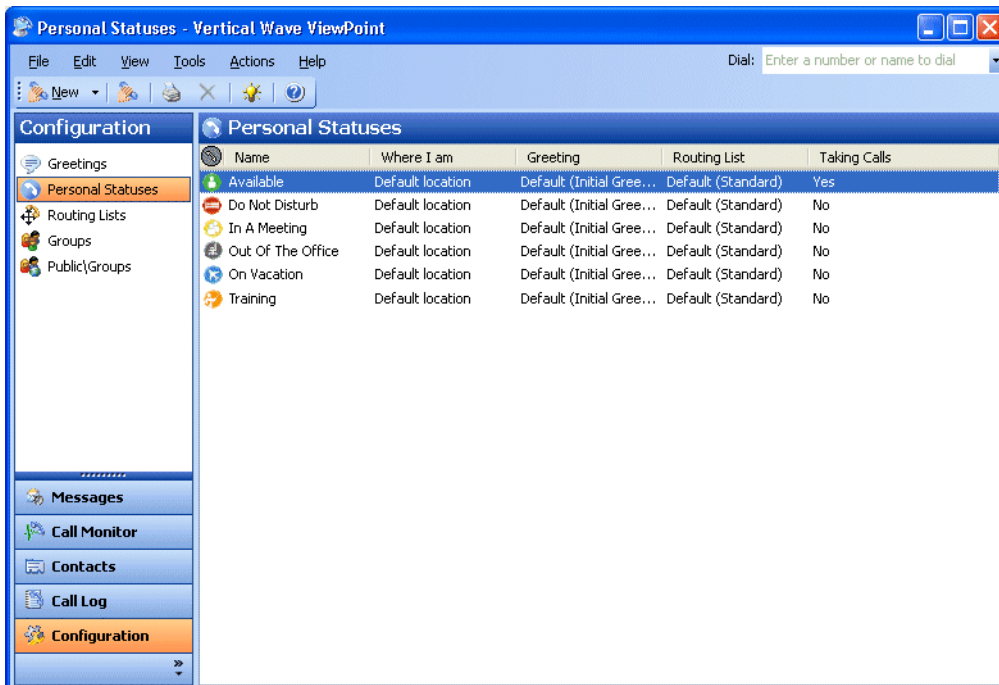 Personal Statuses - Vertical Wave ViewPoint
File Edit View Tools Actions Help Dial: Enter a number or name to dial
New
Configuration
Greetings
Personal Statuses
Routing Lists
Groups
Public\Groups
Personal Statuses
Name Where I am Greeting Routing List Taking Calls
Available Default location Default (Initial Gree... Default (Standard) Yes
Do Not Disturb Default location Default (Initial Gree... Default (Standard) No
In A Meeting Default location Default (Initial Gree... Default (Standard) No
Out Of The Office Default location Default (Initial Gree... Default (Standard) No
On Vacation Default location Default (Initial Gree... Default (Standard) No
Training Default location Default (Initial Gree... Default (Standard) No
Messages
Call Monitor
Contacts
Call Log
Configuration